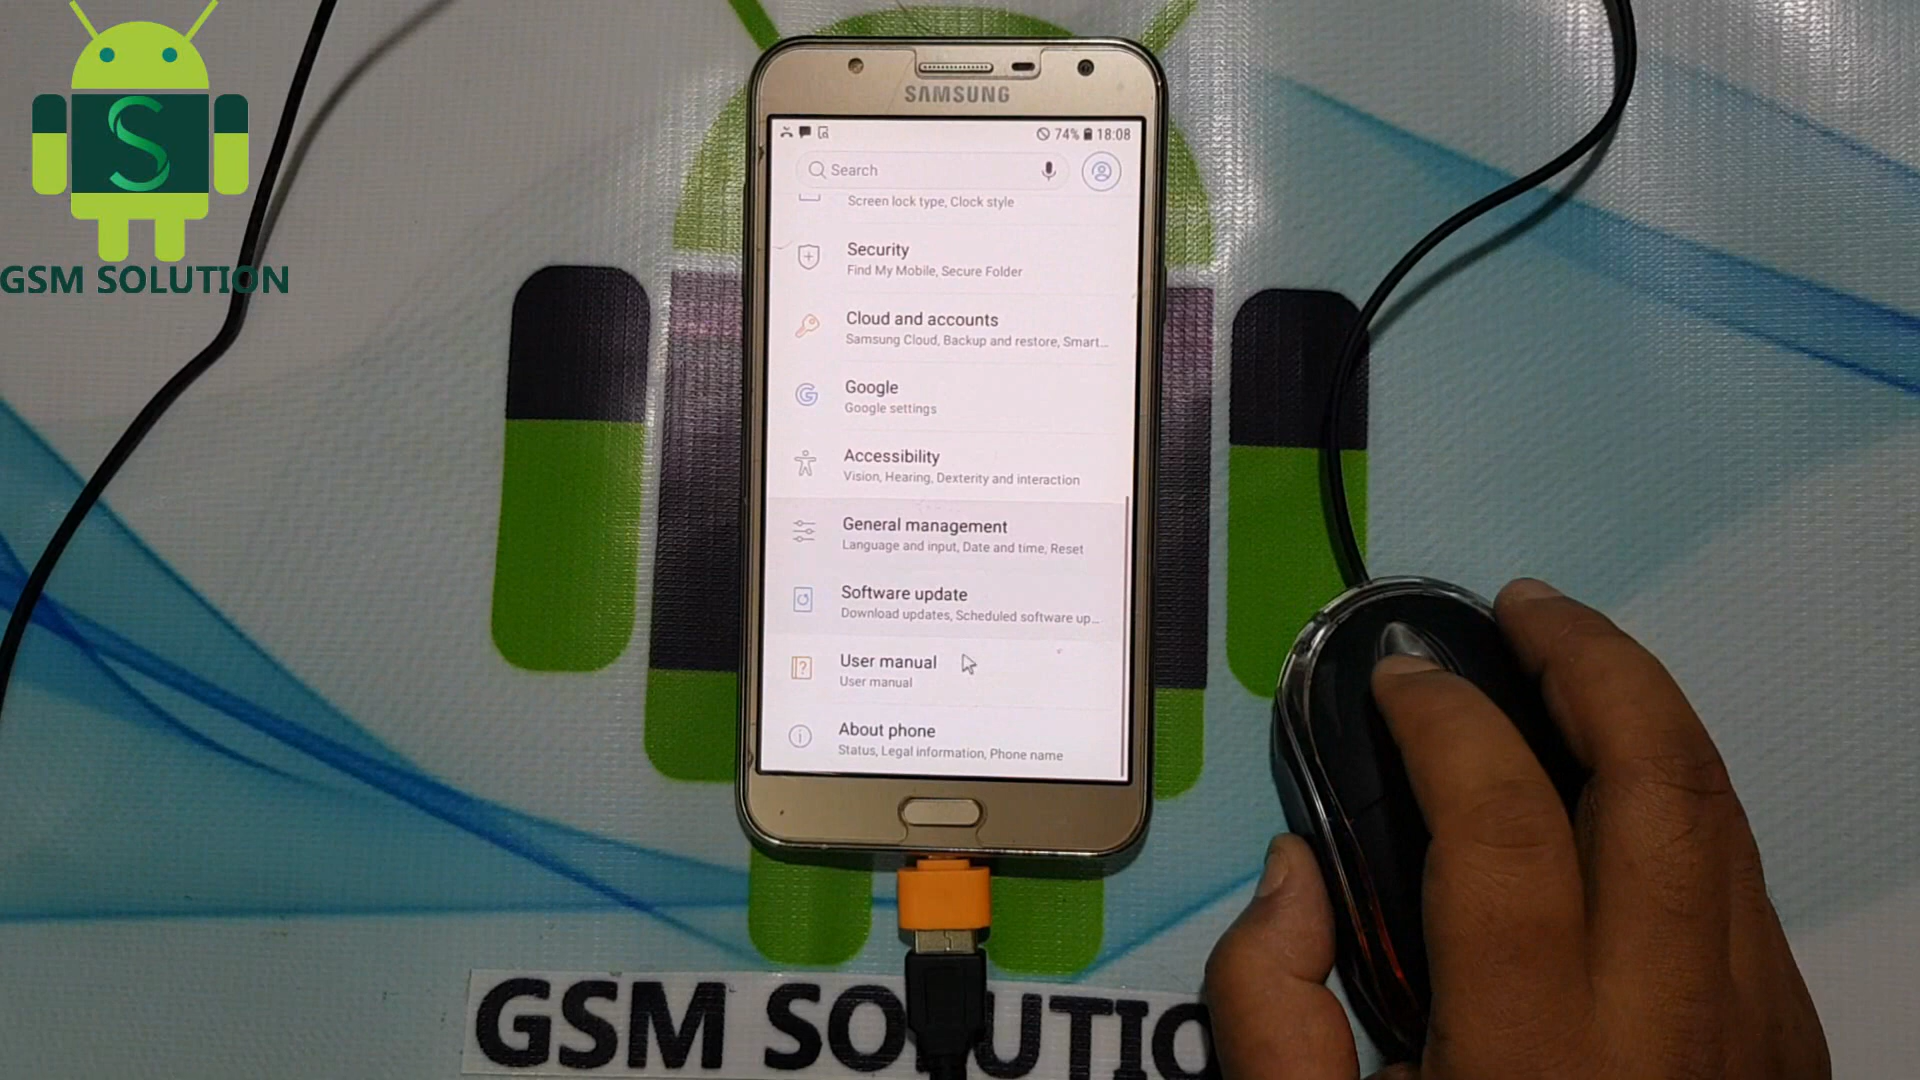 S
GSM SOLUTION
SAMSUNG
74% 18:08
Search
Screen lock type, Clock style
Security
Find My Mobile, Secure Folder
Cloud and accounts
Samsung Cloud, Backup and restore, Smart...
Google
Google settings
Accessibility
Vision, Hearing, Dexterity and interaction
General management
Language and input, Date and time, Reset
Software update
Download updates, Scheduled software up...
User manual
User manual
About phone
Status, Legal information, Phone name
GSM SOLUTIO